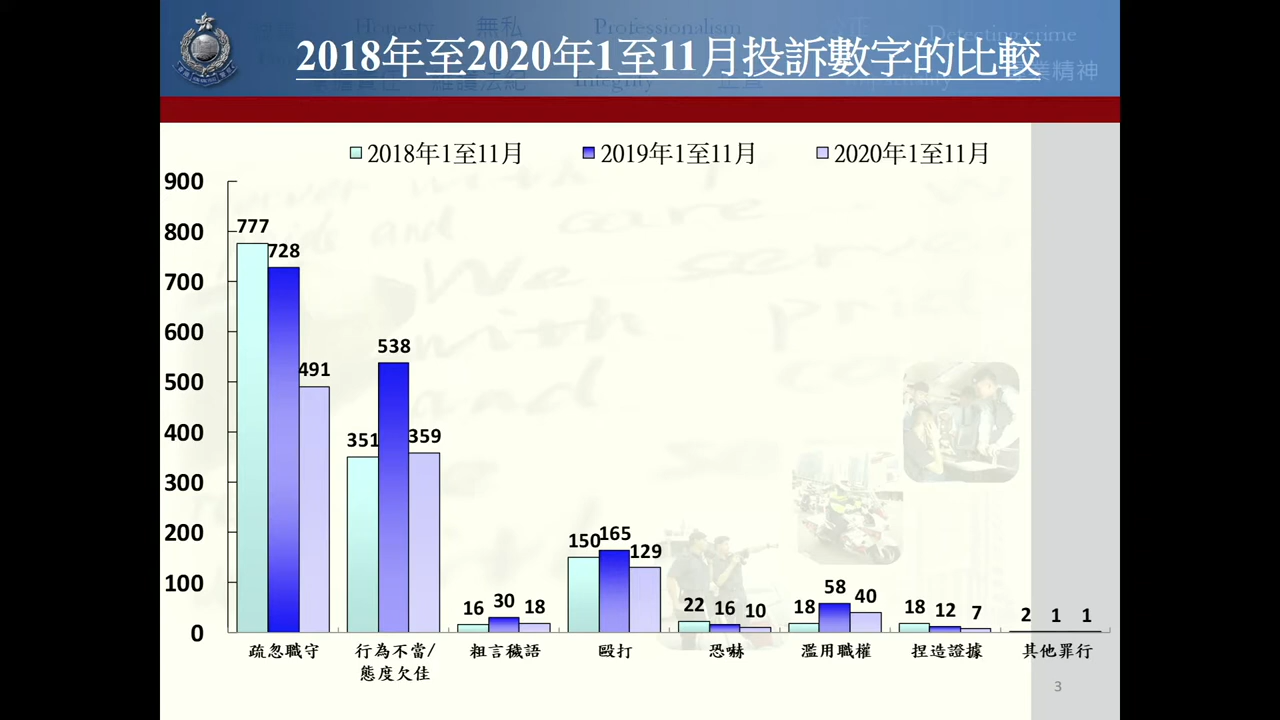 Honesty 無私 Professionalism
Detecting crime
2018年至2020年1至11月投訴數字的比較
Integrity
業精神
2018年1至11月 2019年1至11月 2020年1至11月
900
800
700
600
500
400
300
200
100
0
777 728 491
351 538 359
16 30 18
150 165 129
22 16 10
18 58 40
18 12 7
2 1 1
疏忽職守 行為不當/ 粗言穢語 毆打 恐嚇 濫用職權 捏造證據 其他罪行
態度欠佳
3
We serve
with pride
and care